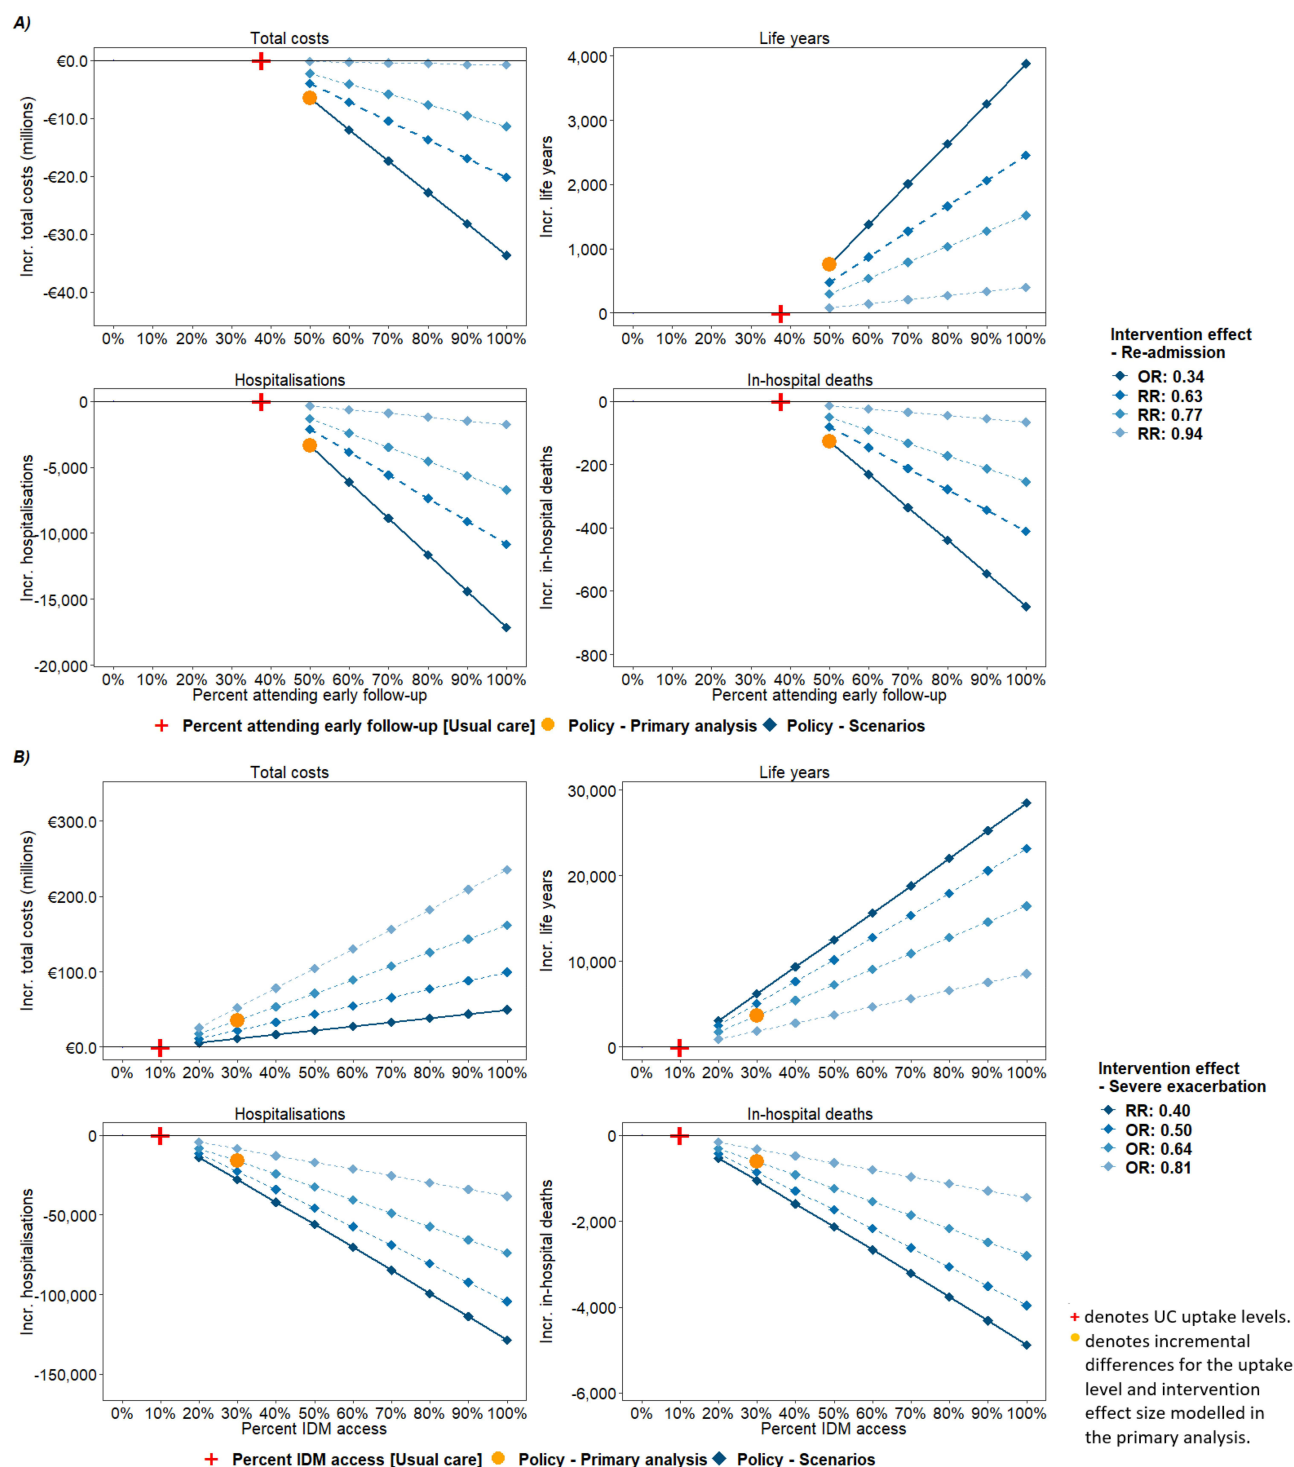 A)
Total costs
Life years
Incr. total costs (millions)
€0.0
-€10.0
-€20.0
-€30.0
-€40.0
0% 10% 20% 30% 40% 50% 60% 70% 80% 90% 100%
Incr. life years
4,000
3,000
2,000
1,000
0
0% 10% 20% 30% 40% 50% 60% 70% 80% 90% 100%
Intervention effect
- Re-admission
OR: 0.34
RR: 0.63
RR: 0.77
RR: 0.94
Hospitalisations
In-hospital deaths
Incr. hospitalisations
0
-5,000
-10,000
-15,000
-20,000
0% 10% 20% 30% 40% 50% 60% 70% 80% 90% 100%
Percent attending early follow-up
Incr. in-hospital deaths
0
-200
-400
-600
-800
0% 10% 20% 30% 40% 50% 60% 70% 80% 90% 100%
Percent attending early follow-up
Percent attending early follow-up [Usual care] Policy - Primary analysis Policy - Scenarios
B)
Total costs
Life years
Incr. total costs (millions)
€300.0
€200.0
€100.0
€0.0
0% 10% 20% 30% 40% 50% 60% 70% 80% 90% 100%
Incr. life years
30,000
20,000
10,000
0
0% 10% 20% 30% 40% 50% 60% 70% 80% 90% 100%
Intervention effect
- Severe exacerbation
RR: 0.40
OR: 0.50
OR: 0.64
OR: 0.81
Hospitalisations
In-hospital deaths
Incr. hospitalisations
0
-50,000
-100,000
-150,000
0% 10% 20% 30% 40% 50% 60% 70% 80% 90% 100%
Percent IDM access
Incr. in-hospital deaths
0
-2,000
-4,000
-6,000
0% 10% 20% 30% 40% 50% 60% 70% 80% 90% 100%
Percent IDM access
denotes UC uptake levels.
denotes incremental
differences for the uptake
level and intervention
effect size modelled in
the primary analysis.
Percent IDM access [Usual care] Policy - Primary analysis Policy - Scenarios